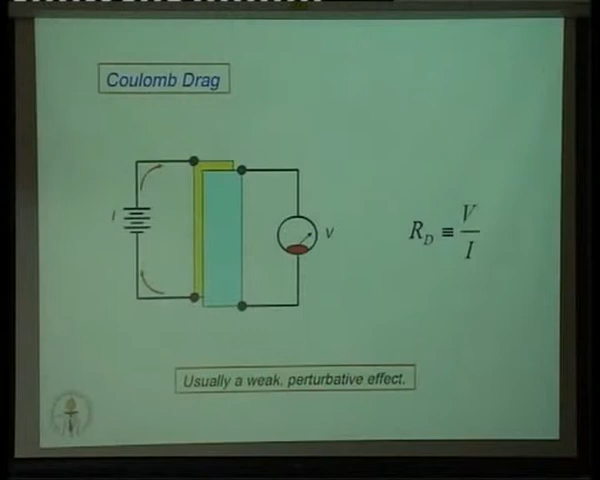 Coulomb Drag
I
V
R_D ≡ V/I
Usually a weak, perturbative effect.